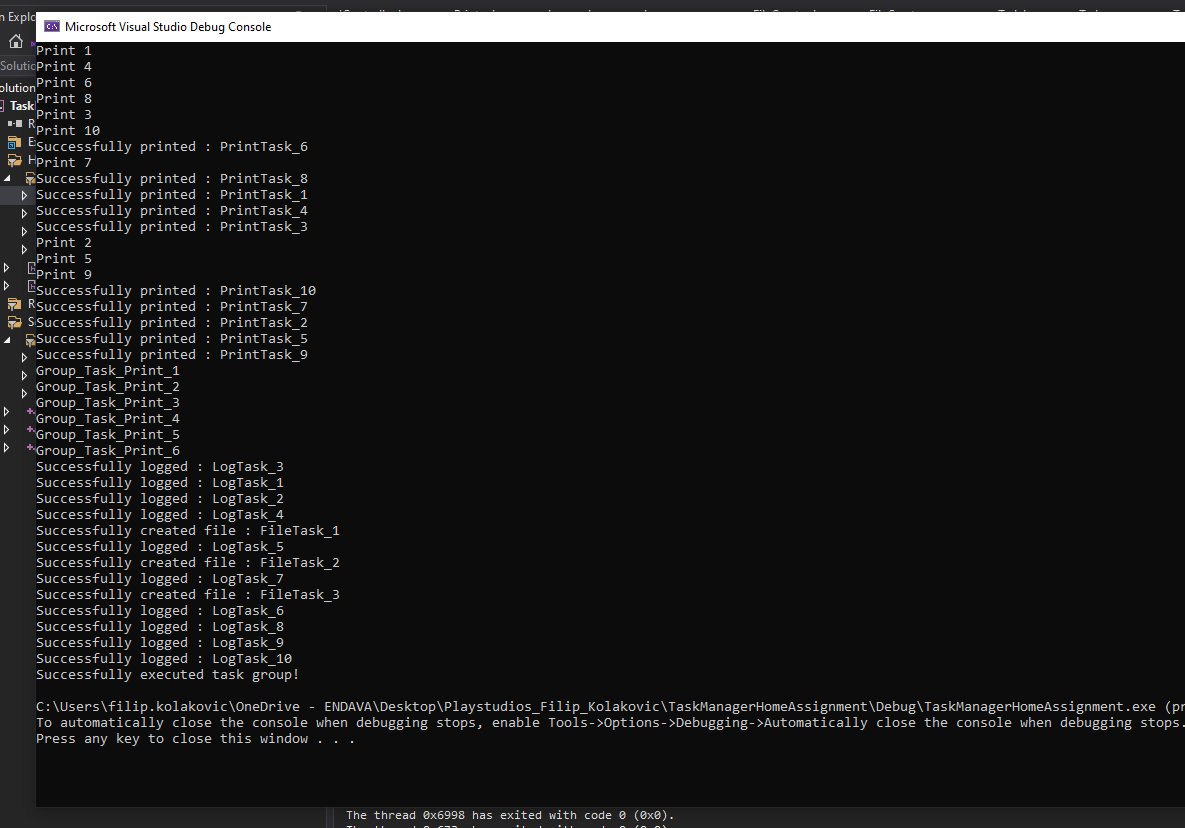 Microsoft Visual Studio Debug Console
Print 1
Print 4
Print 6
Print 8
Print 3
Print 10
Successfully printed : PrintTask_6
Print 7
Successfully printed : PrintTask_8
Successfully printed : PrintTask_1
Successfully printed : PrintTask_4
Successfully printed : PrintTask_3
Print 2
Print 5
Print 9
Successfully printed : PrintTask_10
Successfully printed : PrintTask_7
Successfully printed : PrintTask_2
Successfully printed : PrintTask_5
Successfully printed : PrintTask_9
Group_Task_Print_1
Group_Task_Print_2
Group_Task_Print_3
Group_Task_Print_4
Group_Task_Print_5
Group_Task_Print_6
Successfully logged : LogTask_3
Successfully logged : LogTask_1
Successfully logged : LogTask_2
Successfully logged : LogTask_4
Successfully created file : FileTask_1
Successfully logged : LogTask_5
Successfully created file : FileTask_2
Successfully logged : LogTask_7
Successfully created file : FileTask_3
Successfully logged : LogTask_6
Successfully logged : LogTask_8
Successfully logged : LogTask_9
Successfully logged : LogTask_10
Successfully executed task group!
C:\Users\filip.kolakovic\OneDrive - ENDAVA\Desktop\Playstudios_Filip_Kolakovic\TaskManagerHomeAssignment\Debug\TaskManagerHomeAssignment.exe (pr
To automatically close the console when debugging stops, enable Tools->Options->Debugging->Automatically close the console when debugging stops.
Press any key to close this window . . .
n Explo
Solutio
olution
Task
The thread 0x6998 has exited with code 0 (0x0).